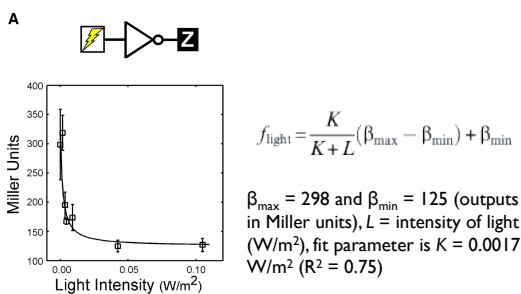 A
Z
400
350
300
250
200
150
100
Miller Units
0.00 0.05 0.10
Light Intensity (W/m²)
f_light = K/(K+L) (β_max − β_min) + β_min
β_max = 298 and β_min = 125 (outputs
in Miller units), L = intensity of light
(W/m²), fit parameter is K = 0.0017
W/m² (R² = 0.75)